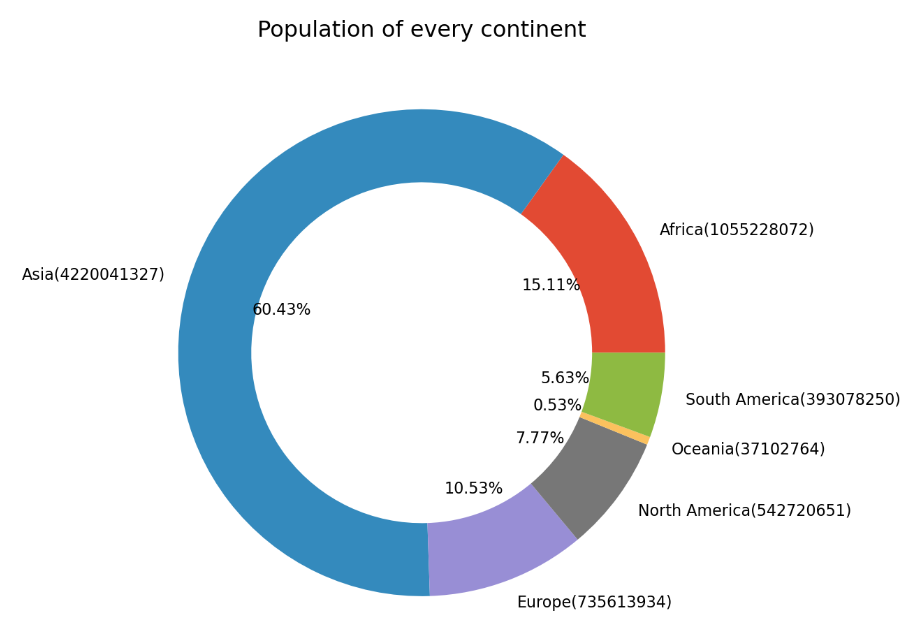 Population of every continent
Africa(1055228072)
Asia(4220041327)
15.11%
60.43%
5.63%
South America(393078250)
0.53%
7.77%
Oceania(37102764)
10.53%
North America(542720651)
Europe(735613934)